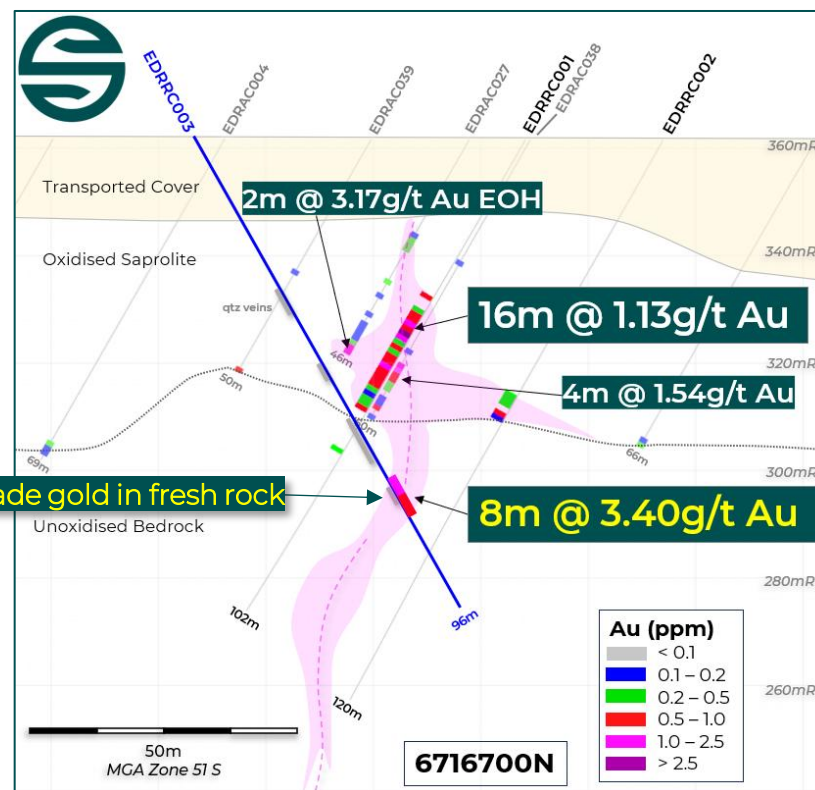 EDRRC003
EDRAC004
EDRAC039
EDRAC027
EDRRC001
EDRAC038
EDRRC002
360mR
Transported Cover
2m @ 3.17g/t Au EOH
340mR
Oxidised Saprolite
qtz veins
16m @ 1.13g/t Au
46m
320mR
50m
4m @ 1.54g/t Au
69m
66m
300mR
ade gold in fresh rock
8m @ 3.40g/t Au
Unoxidised Bedrock
280mR
102m
96m
120m
260mR
Au (ppm)
< 0.1
0.1 – 0.2
0.2 – 0.5
0.5 – 1.0
1.0 – 2.5
> 2.5
50m
MGA Zone 51 S
6716700N